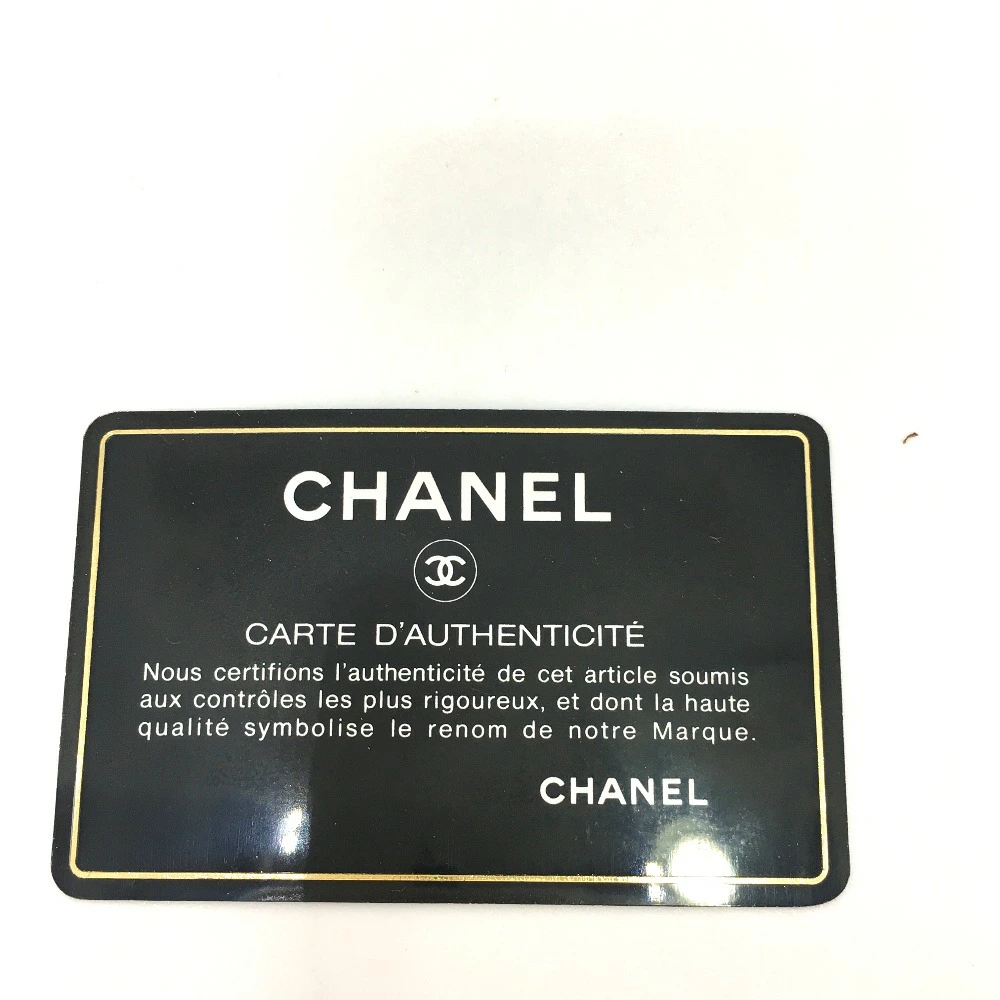 CHANEL
CARTE D'AUTHENTICITÉ
Nous certifions l'authenticité de cet article soumis
aux contrôles les plus rigoureux, et dont la haute
qualité symbolise le renom de notre Marque.
CHANEL